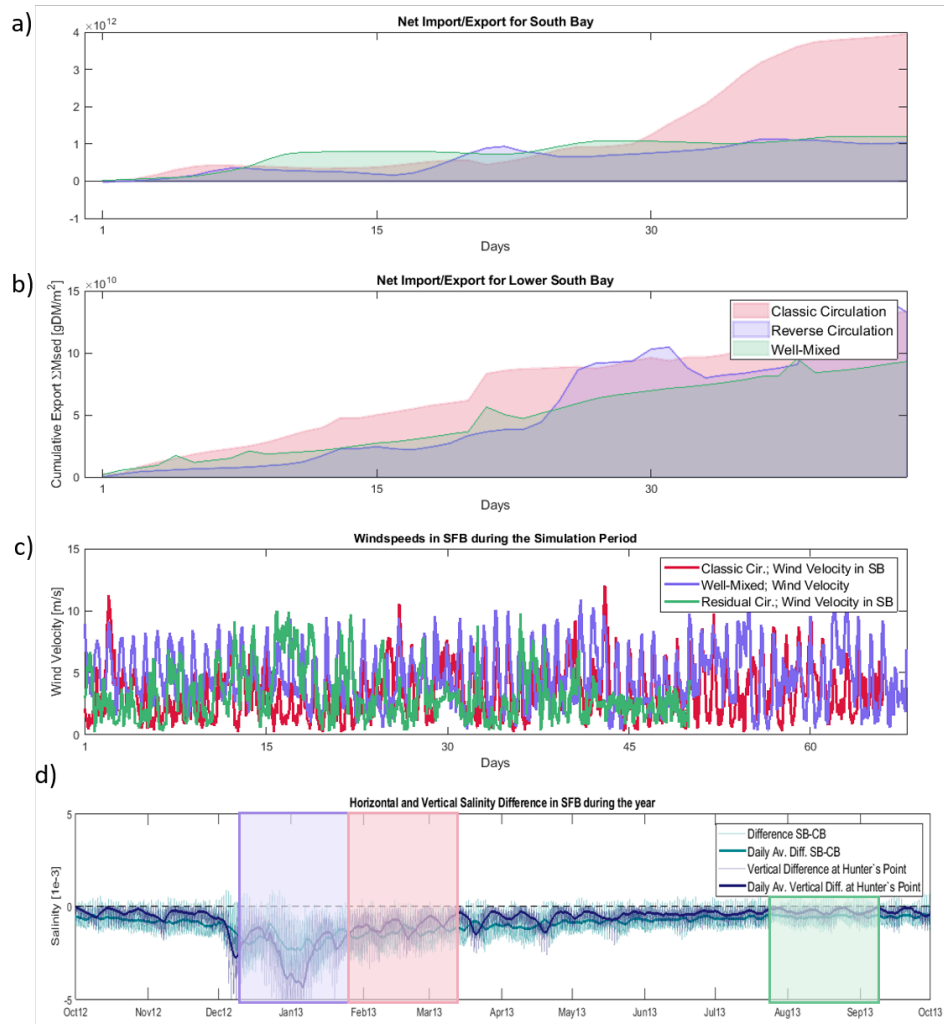 a)
Net Import/Export for South Bay
×10^12
4
3
2
1
0
-1
1
15
30
Days
b)
Net Import/Export for Lower South Bay
×10^10
15
10
5
0
Cumulative Export ΣMsed [gDM/m^2]
Classic Circulation
Reverse Circulation
Well-Mixed
1
15
30
Days
c)
Windspeeds in SFB during the Simulation Period
15
10
5
0
Wind Velocity [m/s]
Classic Cir.; Wind Velocity in SB
Well-Mixed; Wind Velocity
Residual Cir.; Wind Velocity in SB
1
15
30
45
60
Days
d)
Horizontal and Vertical Salinity Difference in SFB during the year
5
0
-5
Salinity [1e-3]
Difference SB-CB
Daily Av. Diff. SB-CB
Vertical Difference at Hunter`s Point
Daily Av. Vertical Diff. at Hunter`s Point
Oct12
Nov12
Dec12
Jan13
Feb13
Mar13
Apr13
May13
Jun13
Jul13
Aug13
Sep13
Oct13